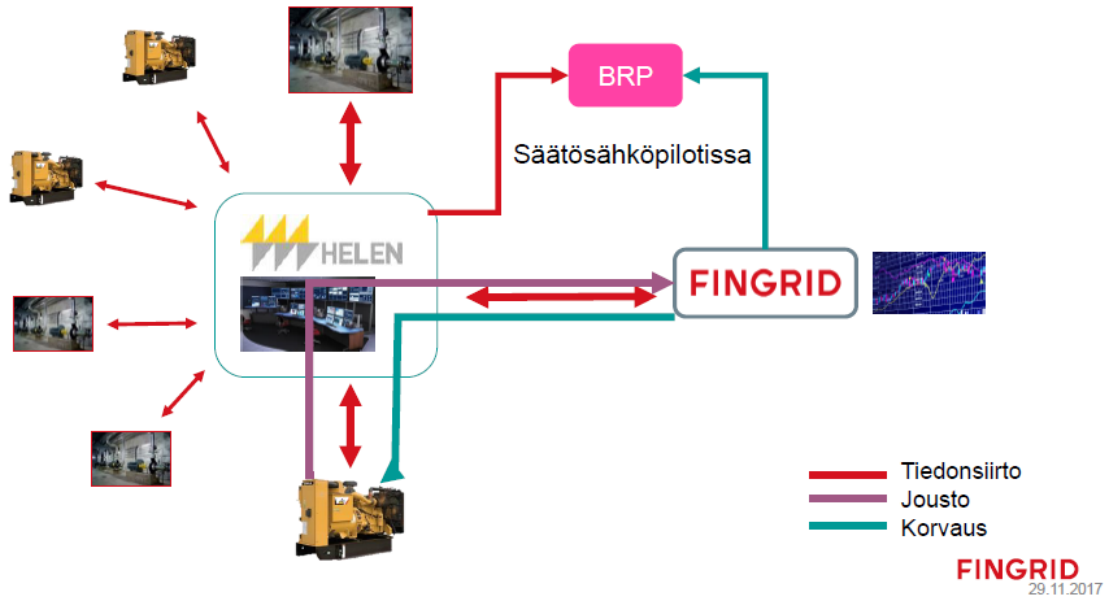 BRP
Säätösähköpilotissa
HELEN
FINGRID
Tiedonsiirto
Jousto
Korvaus
FINGRID
29.11.2017